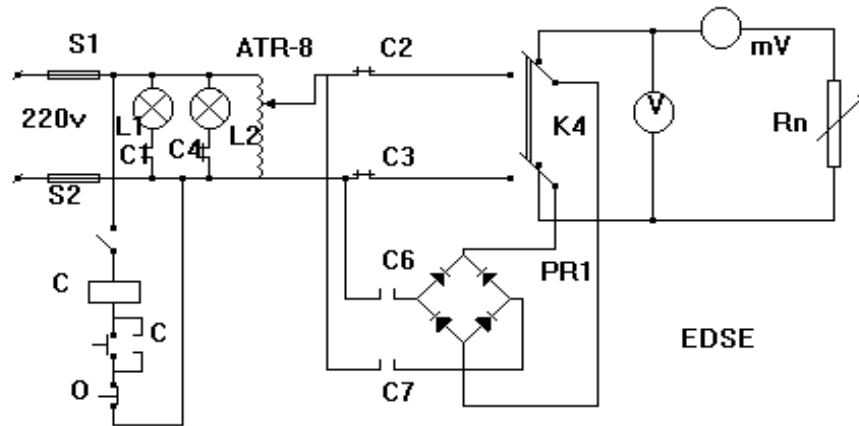 S1
ATR-8
C2
mV
220v
L1
L2
C1
C4
K4
V
Rn
C3
S2
C6
PR1
C
C
EDSE
O
C7